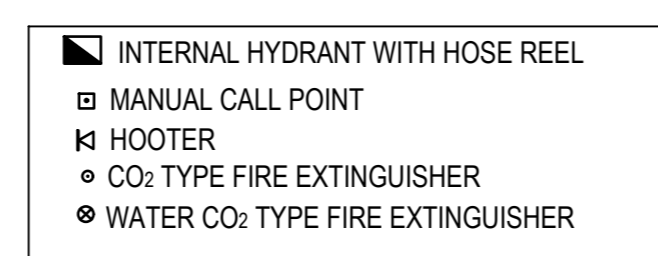 INTERNAL HYDRANT WITH HOSE REEL
MANUAL CALL POINT
HOOTER
CO2 TYPE FIRE EXTINGUISHER
WATER CO2 TYPE FIRE EXTINGUISHER